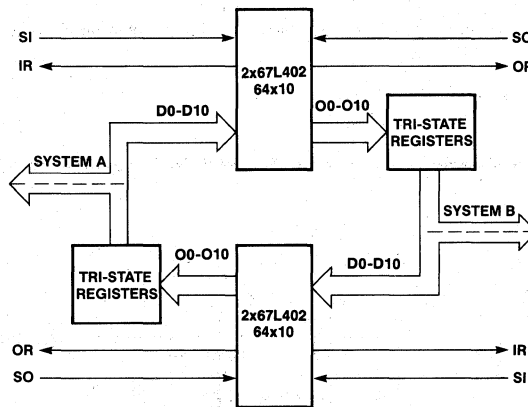 SI
SO
IR
OR
2x67L402
64x10
D0-D10
O0-O10
TRI-STATE
REGISTERS
SYSTEM A
SYSTEM B
TRI-STATE
REGISTERS
O0-O10
D0-D10
2x67L402
64x10
OR
IR
SO
SI